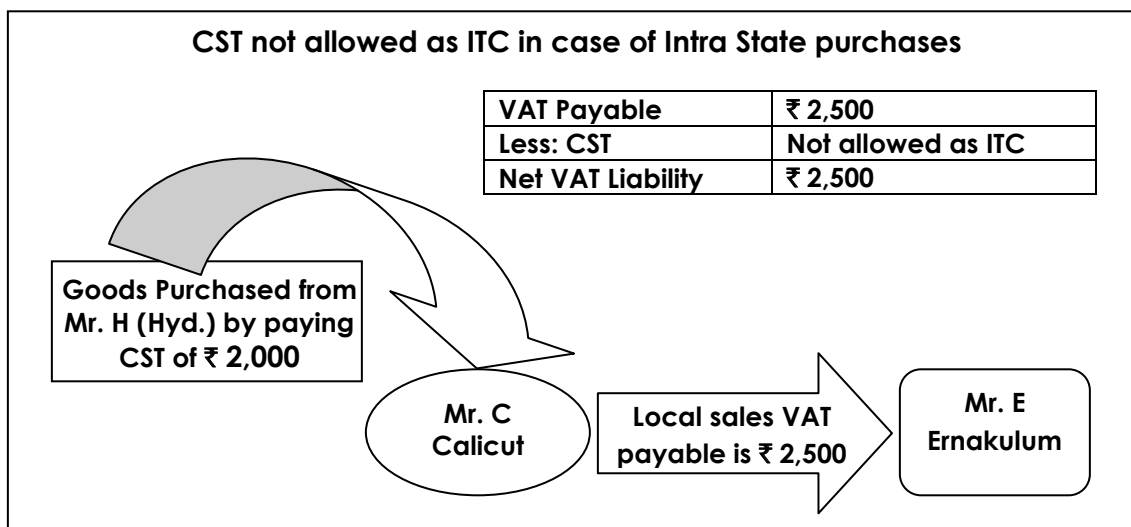 CST not allowed as ITC in case of Intra State purchases
VAT Payable ₹ 2,500
Less: CST Not allowed as ITC
Net VAT Liability ₹ 2,500
Goods Purchased from
Mr. H (Hyd.) by paying
CST of ₹ 2,000
Mr. C
Calicut
Local sales VAT
payable is ₹ 2,500
Mr. E
Ernakulum